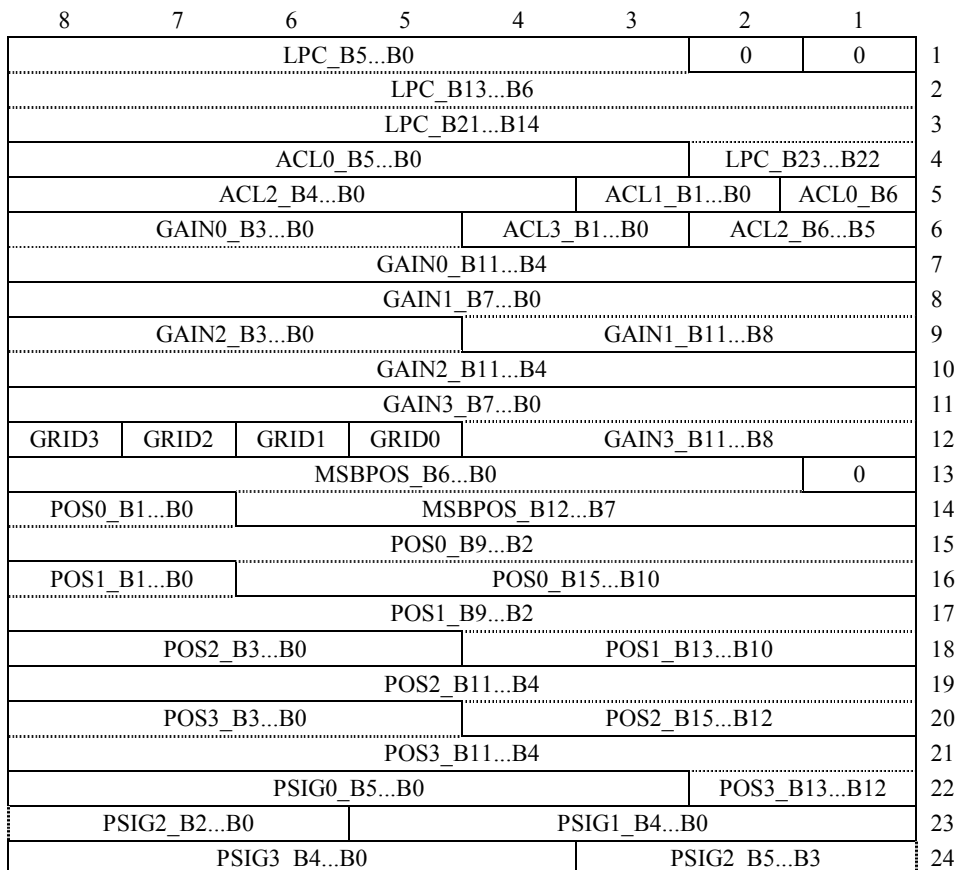 8 7 6 5 4 3 2 1
LPC_B5...B0 0 0 1
LPC_B13...B6 2
LPC_B21...B14 3
ACL0_B5...B0 LPC_B23...B22 4
ACL2_B4...B0 ACL1_B1...B0 ACL0_B6 5
GAIN0_B3...B0 ACL3_B1...B0 ACL2_B6...B5 6
GAIN0_B11...B4 7
GAIN1_B7...B0 8
GAIN2_B3...B0 GAIN1_B11...B8 9
GAIN2_B11...B4 10
GAIN3_B7...B0 11
GRID3 GRID2 GRID1 GRID0 GAIN3_B11...B8 12
MSBPOS_B6...B0 0 13
POS0_B1...B0 MSBPOS_B12...B7 14
POS0_B9...B2 15
POS1_B1...B0 POS0_B15...B10 16
POS1_B9...B2 17
POS2_B3...B0 POS1_B13...B10 18
POS2_B11...B4 19
POS3_B3...B0 POS2_B15...B12 20
POS3_B11...B4 21
PSIG0_B5...B0 POS3_B13...B12 22
PSIG2_B2...B0 PSIG1_B4...B0 23
PSIG3_B4...B0 PSIG2_B5...B3 24